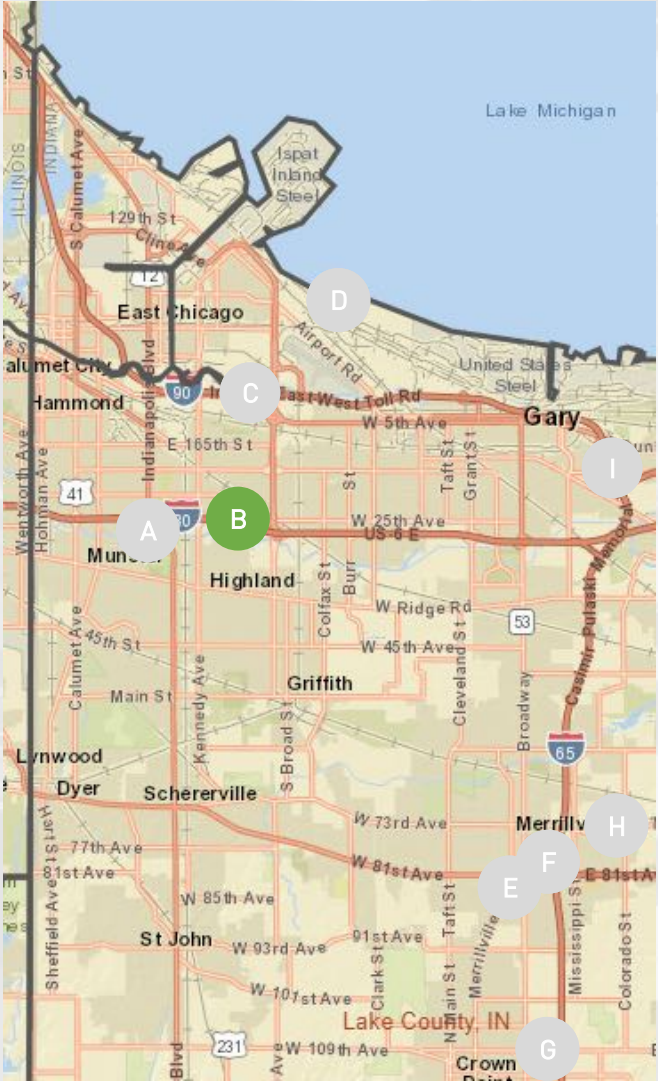 Lake Michigan
ILLINOIS
INDIANA
S Calumet Ave
Ispat
Inland
Steel
129th St
Cline Ave
12
East Chicago
D
Airport Rd
alumet City
Indianapolis Blvd
90
C
East West Toll Rd
United States
Steel
Hammond
W 5th Ave
Gary
E 165th St
Taft St
Grant St
I
Wentworth Ave
Hohman Ave
41
St
A
B
W 25th Ave
US 6 E
Highland
Colfax St
Burr
W Ridge Rd
53
Casimir Pulaski Memorial
Calumet Ave
45th St
W 45th Ave
Cleveland St
Griffith
Main St
Kennedy Ave
S Broad St
Broadway
65
Lynwood
Dyer
Schererville
W 73rd Ave
Merrillv
H
Hart St
77th Ave
81st Ave
W 81st Ave
F
E
E 81st A
Sheffield Ave
W 85th Ave
Taft St
Merrillville
Mississippi St
Colorado St
St John
W 93rd Ave
91st Ave
Clark St
N Main St
W 101st Ave
Lake County, IN
231
W 109th Ave
G
Blvd
Ave
Crown
Point